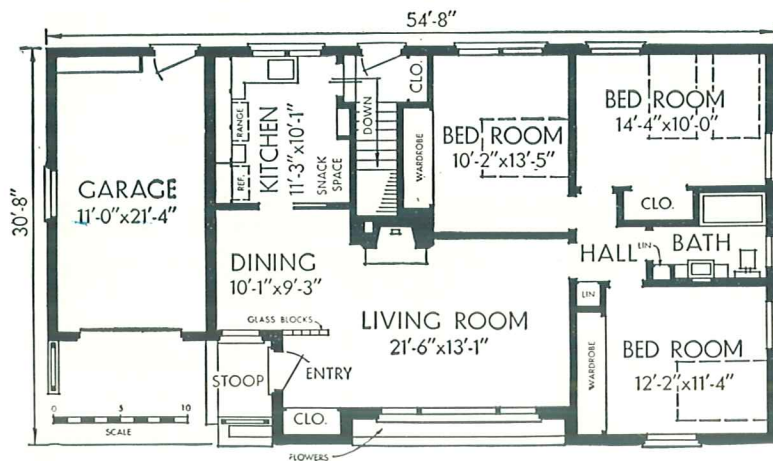 54'-8"
30'-8"
GARAGE
11'-0"x21'-4"
RANGE
REF.
KITCHEN
11'-3"x10'-1"
SNACK
SPACE
DOWN
CLO.
WARDROBE
BED ROOM
10'-2"x13'-5"
BED ROOM
14'-4"x10'-0"
CLO.
HALL
LIN
BATH
DINING
10'-1"x9'-3"
GLASS BLOCKS
LIVING ROOM
21'-6"x13'-1"
LIN
WARDROBE
BED ROOM
12'-2"x11'-4"
STOOP
ENTRY
CLO.
FLOWERS
0 5 10
SCALE